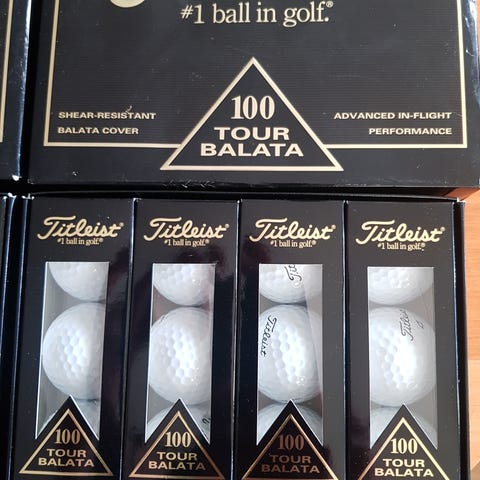 #1 ball in golf.®
SHEAR-RESISTANT
BALATA COVER
100
TOUR
BALATA
ADVANCED IN-FLIGHT
PERFORMANCE
Titleist®
#1 ball in golf.®
Titleist®
#1 ball in golf.®
Titleist®
#1 ball in golf.®
Titleist®
#1 ball in golf.®
Titleist
100
TOUR
BALATA
100
TOUR
BALATA
100
TOUR
BALATA
100
TOUR
BALATA